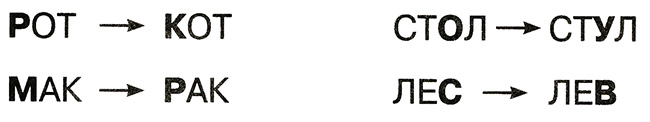 РОТ → КОТ СТОЛ → СТУЛ
МАК → РАК ЛЕС → ЛЕВ